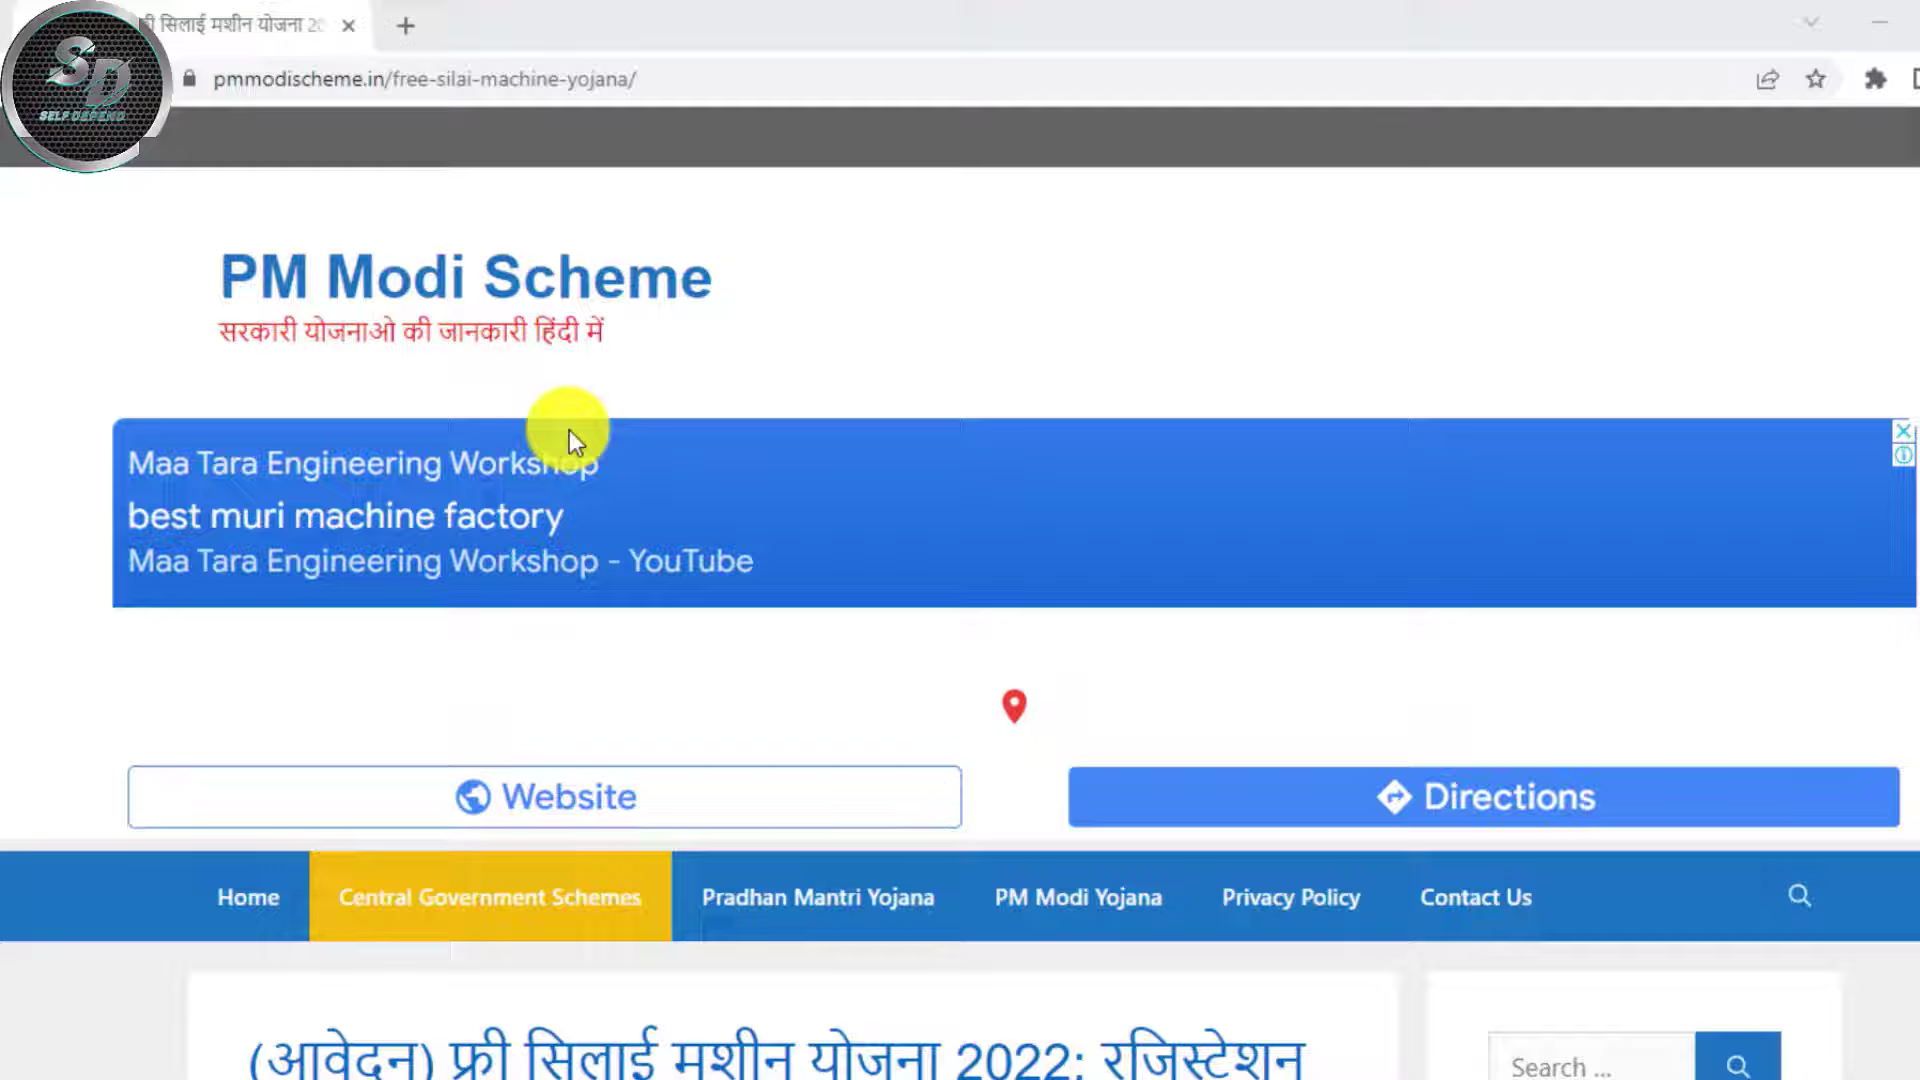 सिलाई मशीन योजना 20
pmmodischeme.in/free-silai-machine-yojana/
SD
SELF DEPEND
PM Modi Scheme
सरकारी योजनाओ की जानकारी हिंदी में
Maa Tara Engineering Workshop
best muri machine factory
Maa Tara Engineering Workshop - YouTube
Website
Directions
Home
Central Government Schemes
Pradhan Mantri Yojana
PM Modi Yojana
Privacy Policy
Contact Us
(आवेदन) फ्री सिलाई मशीन योजना 2022: रजिस्टेशन
Search ...